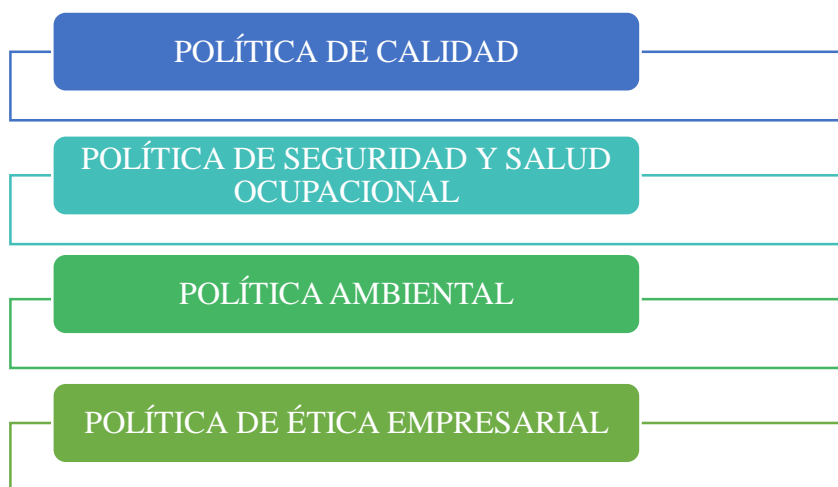 POLÍTICA DE CALIDAD
POLÍTICA DE SEGURIDAD Y SALUD
OCUPACIONAL
POLÍTICA AMBIENTAL
POLÍTICA DE ÉTICA EMPRESARIAL